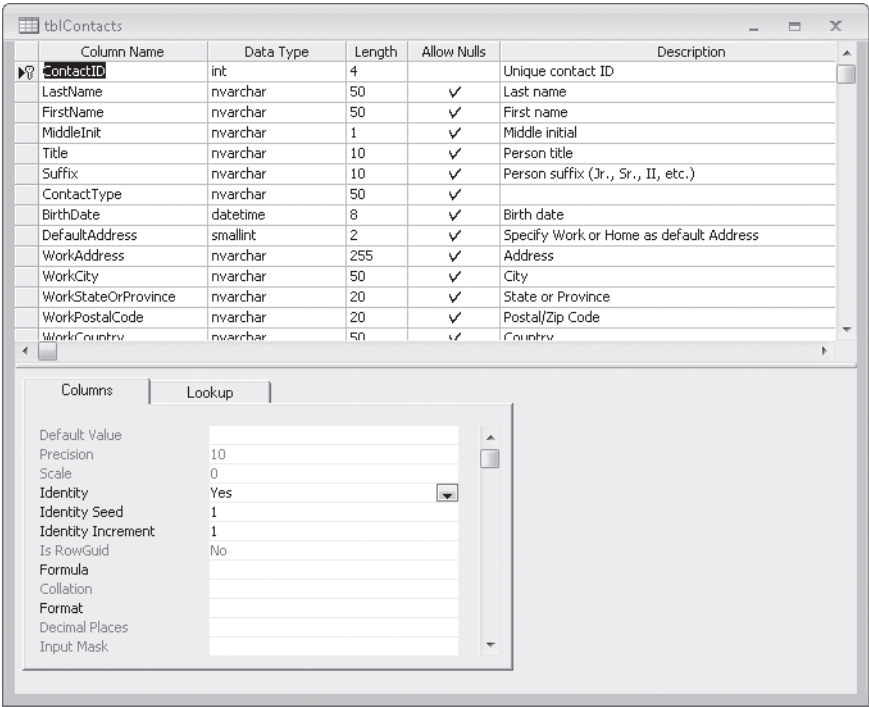 tblContacts
Column Name Data Type Length Allow Nulls Description
ContactID int 4 Unique contact ID
LastName nvarchar 50 Last name
FirstName nvarchar 50 First name
MiddleInit nvarchar 1 Middle initial
Title nvarchar 10 Person title
Suffix nvarchar 10 Person suffix (Jr., Sr., II, etc.)
ContactType nvarchar 50
BirthDate datetime 8 Birth date
DefaultAddress smallint 2 Specify Work or Home as default Address
WorkAddress nvarchar 255 Address
WorkCity nvarchar 50 City
WorkStateOrProvince nvarchar 20 State or Province
WorkPostalCode nvarchar 20 Postal/Zip Code
WorkCountry nvarchar 50 Country
Columns Lookup
Default Value
Precision 10
Scale 0
Identity Yes
Identity Seed 1
Identity Increment 1
Is RowGuid No
Formula
Collation
Format
Decimal Places
Input Mask